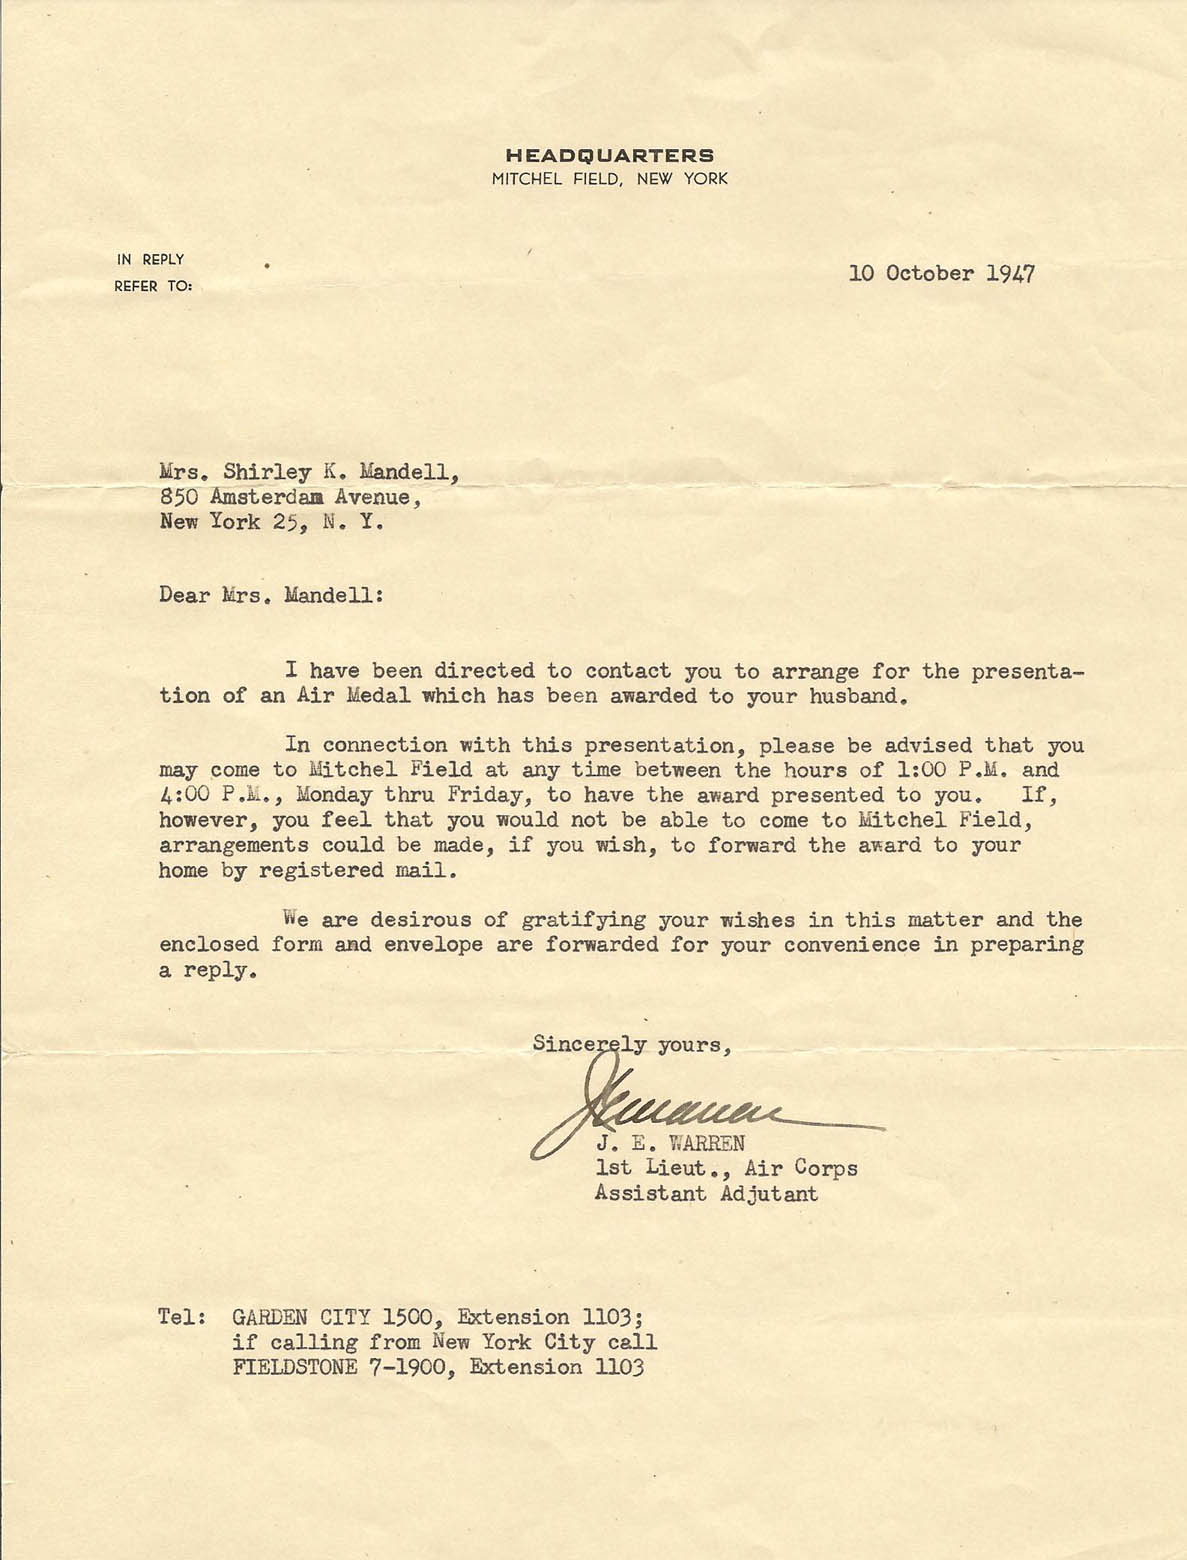 HEADQUARTERS
MITCHEL FIELD, NEW YORK
IN REPLY
REFER TO:
10 October 1947
Mrs. Shirley K. Mandell,
850 Amsterdam Avenue,
New York 25, N. Y.
Dear Mrs. Mandell:
I have been directed to contact you to arrange for the presenta-
tion of an Air Medal which has been awarded to your husband.
In connection with this presentation, please be advised that you
may come to Mitchel Field at any time between the hours of 1:00 P.M. and
4:00 P.M., Monday thru Friday, to have the award presented to you. If,
however, you feel that you would not be able to come to Mitchel Field,
arrangements could be made, if you wish, to forward the award to your
home by registered mail.
We are desirous of gratifying your wishes in this matter and the
enclosed form and envelope are forwarded for your convenience in preparing
a reply.
Sincerely yours,
J. E. WARREN
1st Lieut., Air Corps
Assistant Adjutant
Tel: GARDEN CITY 1500, Extension 1103;
if calling from New York City call
FIELDSTONE 7-1900, Extension 1103